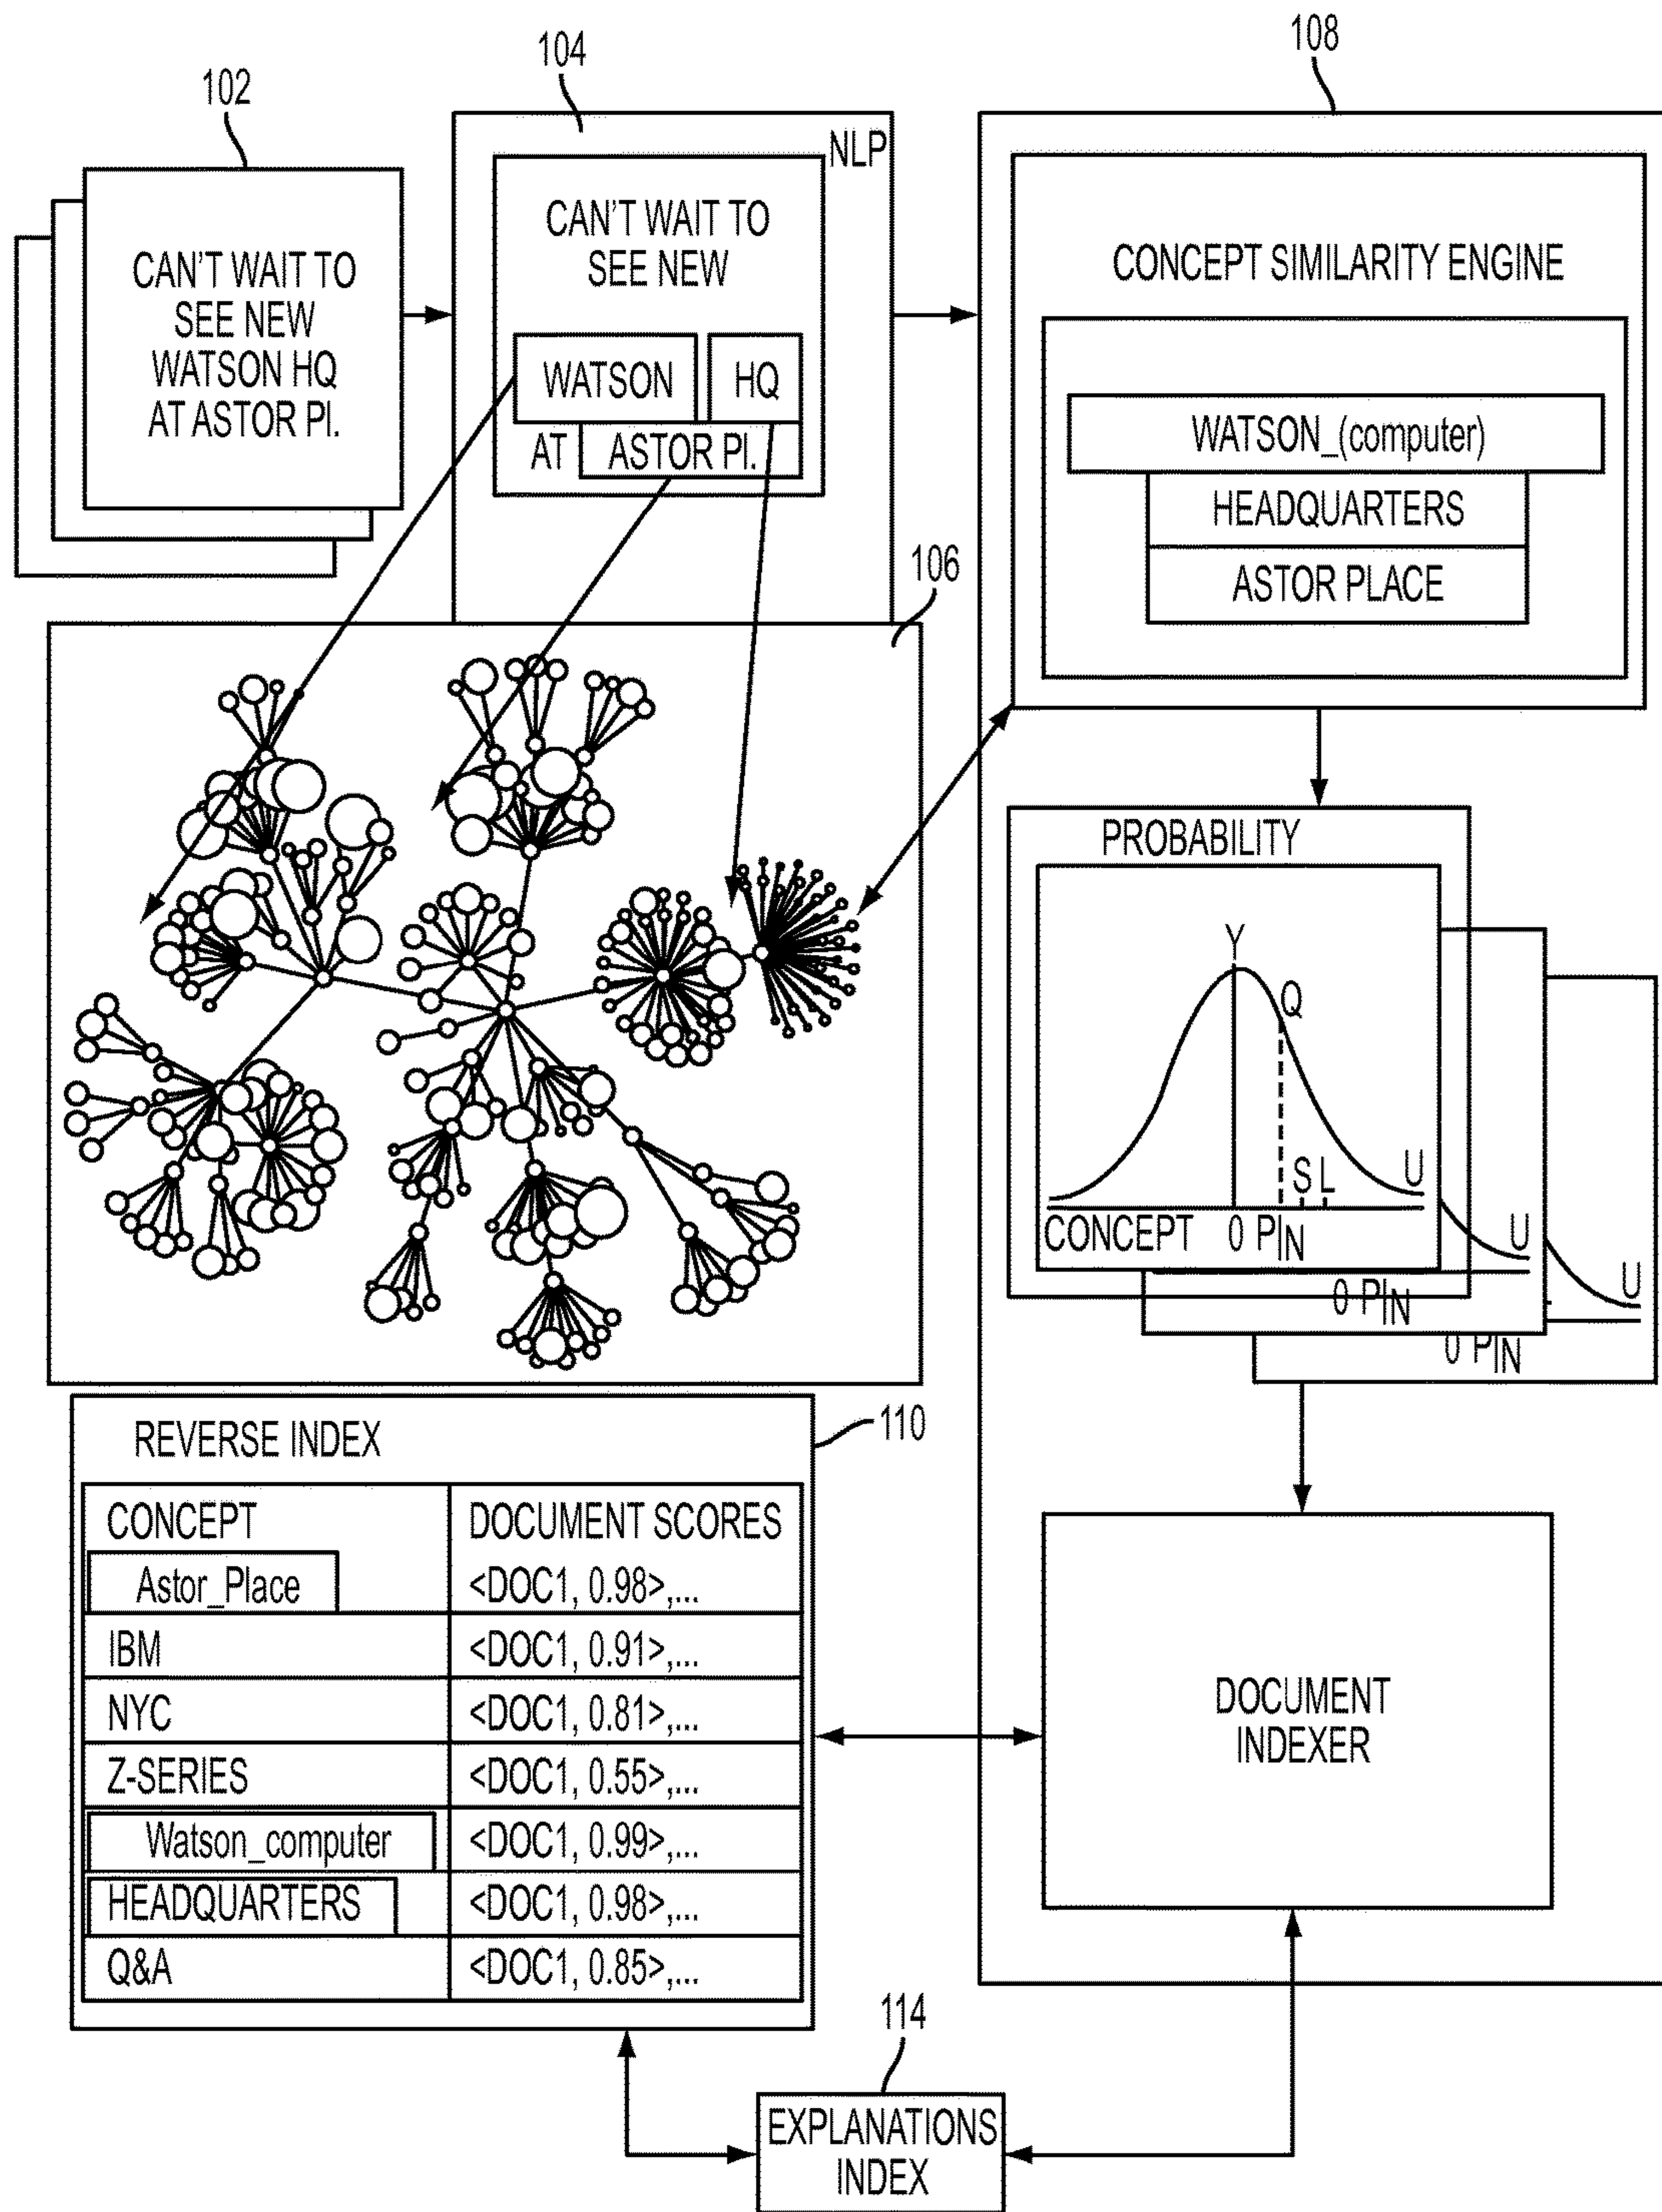 102
CAN'T WAIT TO
SEE NEW
WATSON HQ
AT ASTOR Pl.
104
NLP
CAN'T WAIT TO
SEE NEW
WATSON
HQ
AT
ASTOR Pl.
106
108
CONCEPT SIMILARITY ENGINE
WATSON_(computer)
HEADQUARTERS
ASTOR PLACE
PROBABILITY
Y
Q
S L
U
CONCEPT 0 PIN
U
0 PIN
U
0 PIN
110
REVERSE INDEX
CONCEPT DOCUMENT SCORES
Astor_Place <DOC1, 0.98>,...
IBM <DOC1, 0.91>,...
NYC <DOC1, 0.81>,...
Z-SERIES <DOC1, 0.55>,...
Watson_computer <DOC1, 0.99>,...
HEADQUARTERS <DOC1, 0.98>,...
Q&A <DOC1, 0.85>,...
DOCUMENT
INDEXER
114
EXPLANATIONS
INDEX